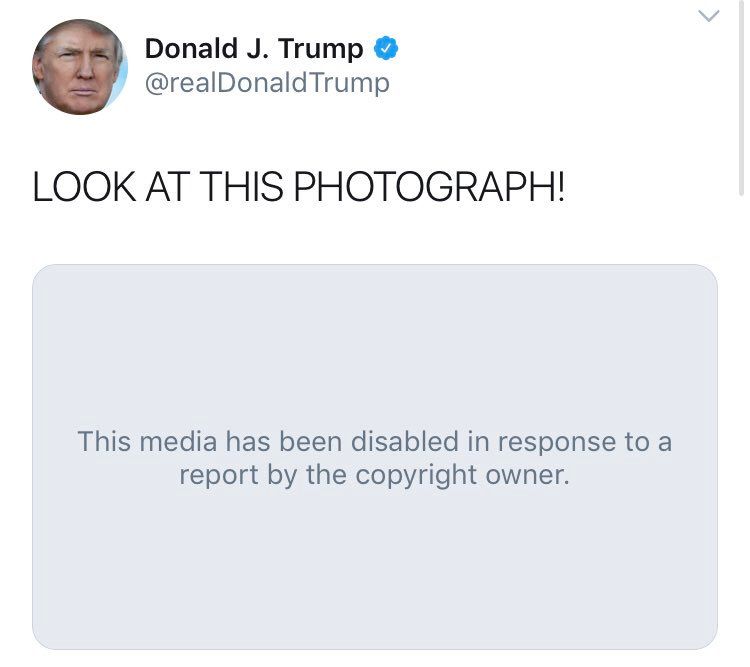 Donald J. Trump
@realDonaldTrump
LOOK AT THIS PHOTOGRAPH!
This media has been disabled in response to a
report by the copyright owner.